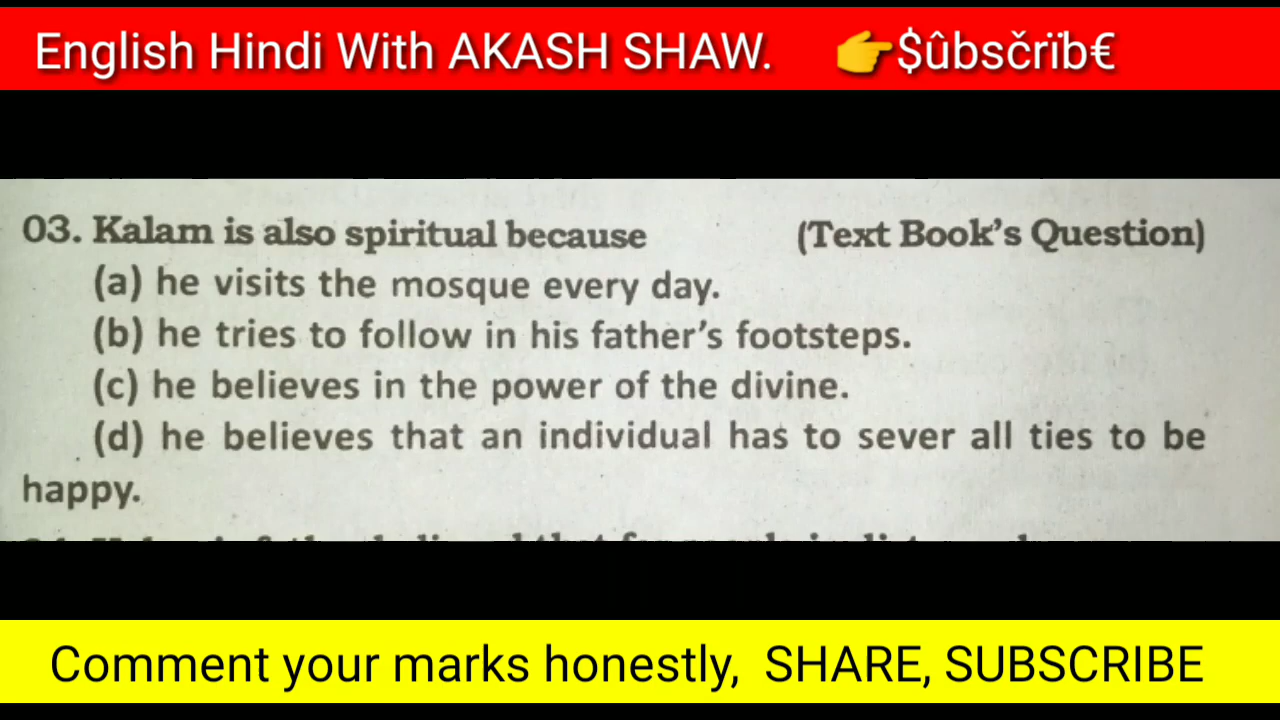 English Hindi With AKASH SHAW. 👉$ûbsčrïb€
03. Kalam is also spiritual because (Text Book's Question)
(a) he visits the mosque every day.
(b) he tries to follow in his father's footsteps.
(c) he believes in the power of the divine.
(d) he believes that an individual has to sever all ties to be
happy.
Comment your marks honestly, SHARE, SUBSCRIBE